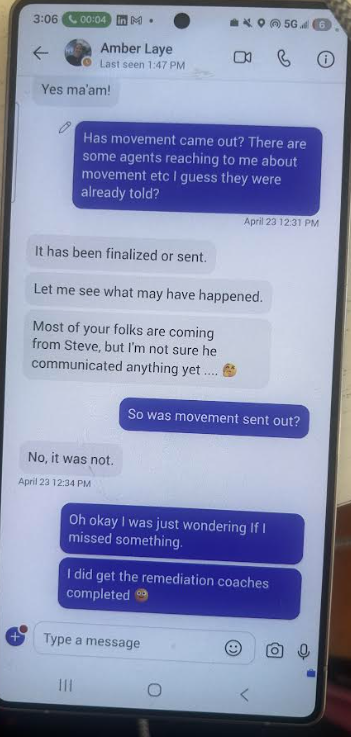 3:06 00:04 in M • 5G 6
Amber Laye
Last seen 1:47 PM
Yes ma'am!
Has movement came out? There are
some agents reaching to me about
movement etc I guess they were
already told?
April 23 12:31 PM
It has been finalized or sent.
Let me see what may have happened.
Most of your folks are coming
from Steve, but I'm not sure he
communicated anything yet .... 🤔
So was movement sent out?
No, it was not.
April 23 12:34 PM
Oh okay I was just wondering If I
missed something.
I did get the remediation coaches
completed
Type a message